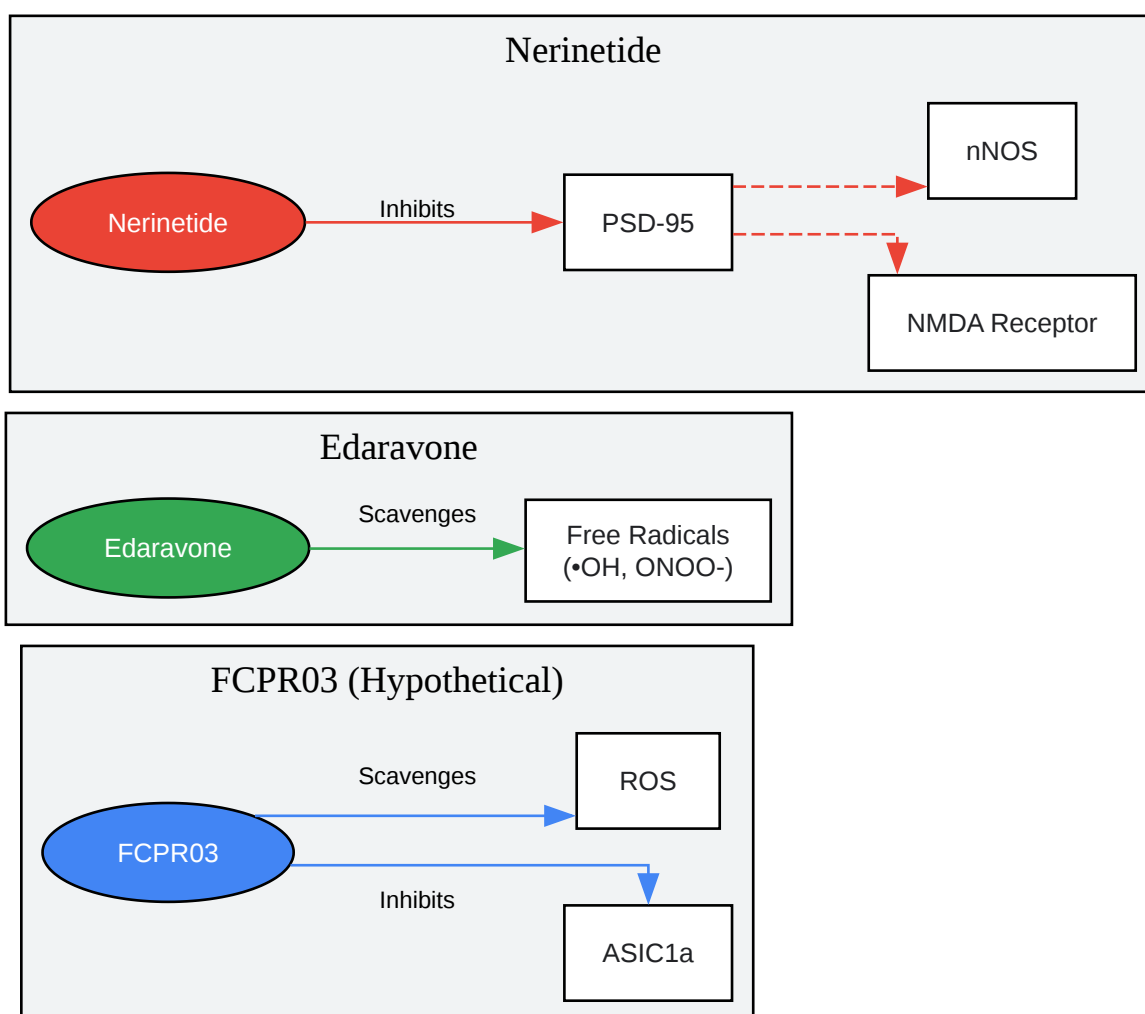 Nerinetide
nNOS
Nerinetide
Inhibits
PSD-95
NMDA Receptor
Edaravone
Edaravone
Scavenges
Free Radicals
(•OH, ONOO-)
FCPR03 (Hypothetical)
Scavenges
ROS
FCPR03
Inhibits
ASIC1a